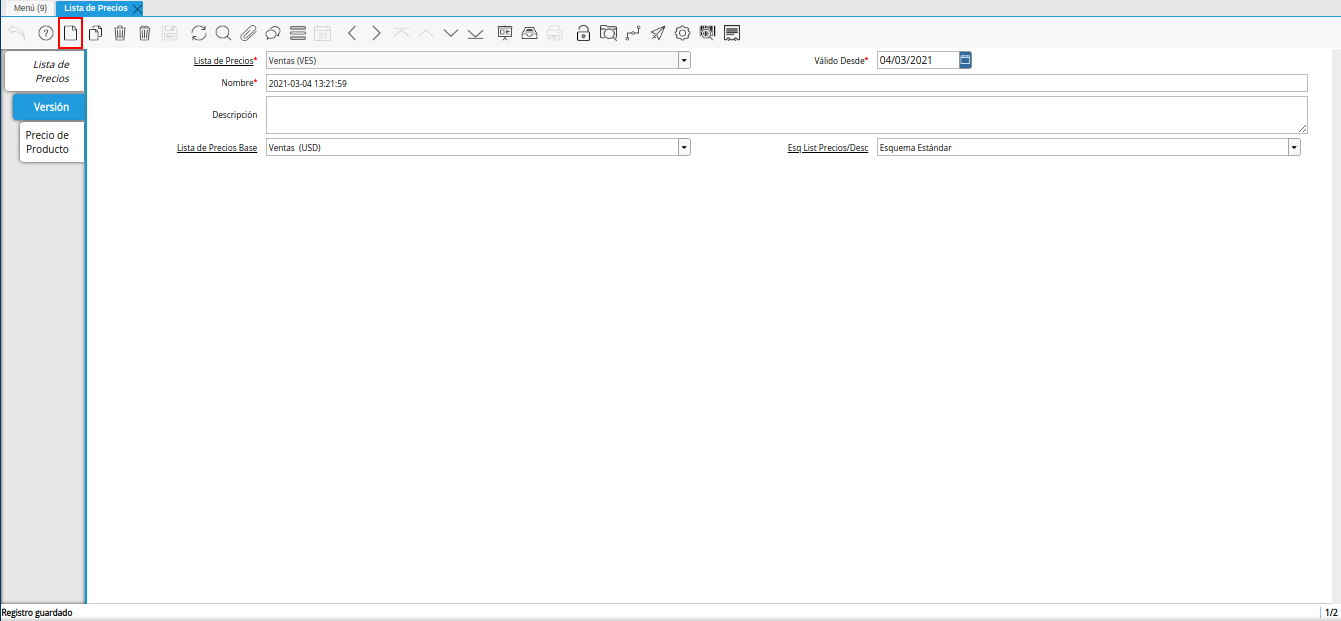 Menú (9) Lista de Precios
Lista de Precios* Ventas (VES) Válido Desde* 04/03/2021
Nombre* 2021-03-04 13:21:59
Descripción
Lista de Precios Base Ventas (USD) Esq List Precios/Desc Esquema Estándar
Lista de
Precios
Versión
Precio de
Producto
Registro guardado 1/2